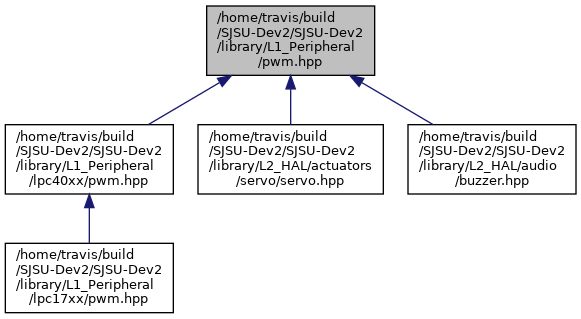 /home/travis/build
/SJSU-Dev2/SJSU-Dev2
/library/L1_Peripheral
/pwm.hpp
/home/travis/build
/SJSU-Dev2/SJSU-Dev2
/library/L1_Peripheral
/lpc40xx/pwm.hpp
/home/travis/build
/SJSU-Dev2/SJSU-Dev2
/library/L2_HAL/actuators
/servo/servo.hpp
/home/travis/build
/SJSU-Dev2/SJSU-Dev2
/library/L2_HAL/audio
/buzzer.hpp
/home/travis/build
/SJSU-Dev2/SJSU-Dev2
/library/L1_Peripheral
/lpc17xx/pwm.hpp